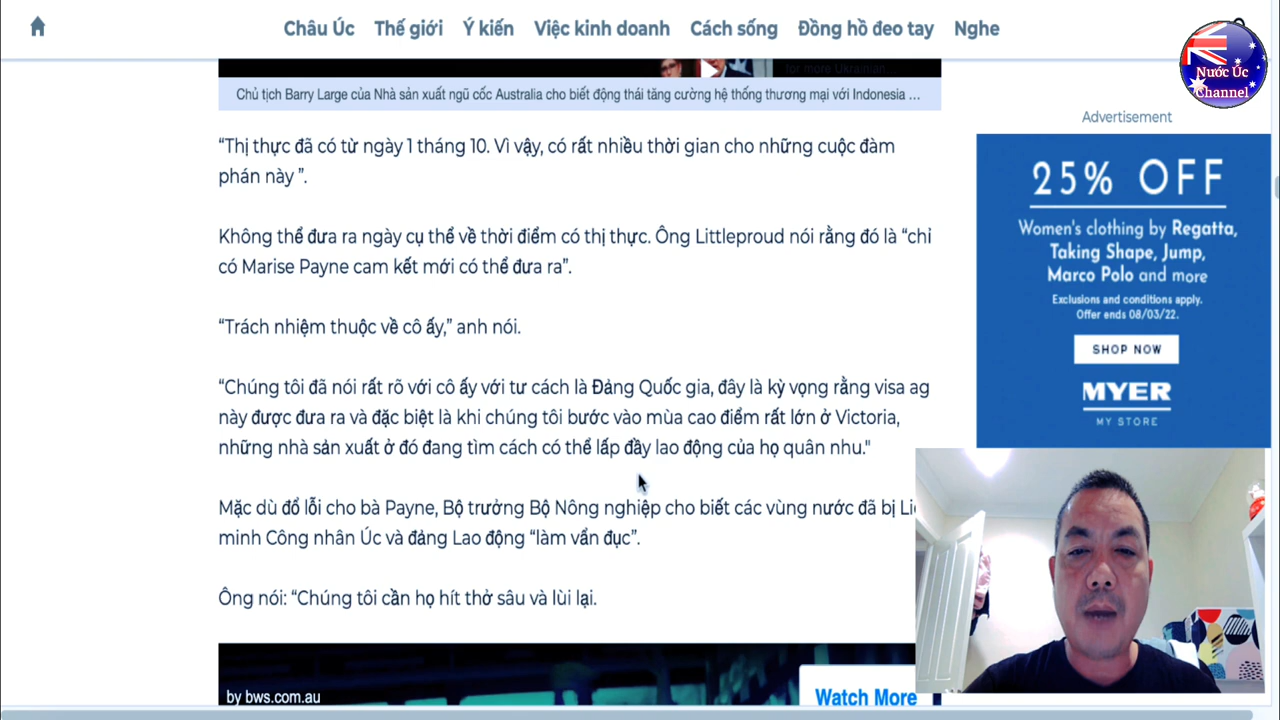 Châu Úc Thế giới Ý kiến Việc kinh doanh Cách sống Đồng hồ đeo tay Nghe
Nước Úc
Channel
for more Ukrainian
Chủ tịch Barry Large của Nhà sản xuất ngũ cốc Australia cho biết động thái tăng cường hệ thống thương mại với Indonesia ...
“Thị thực đã có từ ngày 1 tháng 10. Vì vậy, có rất nhiều thời gian cho những cuộc đàm
phán này ”.
Không thể đưa ra ngày cụ thể về thời điểm có thị thực. Ông Littleproud nói rằng đó là “chỉ
có Marise Payne cam kết mới có thể đưa ra”.
“Trách nhiệm thuộc về cô ấy,” anh nói.
“Chúng tôi đã nói rất rõ với cô ấy với tư cách là Đảng Quốc gia, đây là kỳ vọng rằng visa ag
này được đưa ra và đặc biệt là khi chúng tôi bước vào mùa cao điểm rất lớn ở Victoria,
những nhà sản xuất ở đó đang tìm cách có thể lấp đầy lao động của họ quân nhu."
Mặc dù đổ lỗi cho bà Payne, Bộ trưởng Bộ Nông nghiệp cho biết các vùng nước đã bị
minh Công nhân Úc và đảng Lao động “làm vẩn đục”.
Ông nói: “Chúng tôi cần họ hít thở sâu và lùi lại.
by bws.com.au
Watch More
Advertisement
25% OFF
Women's clothing by Regatta,
Taking Shape, Jump,
Marco Polo and more
Exclusions and conditions apply.
Offer ends 08/03/22.
SHOP NOW
MYER
MY STORE